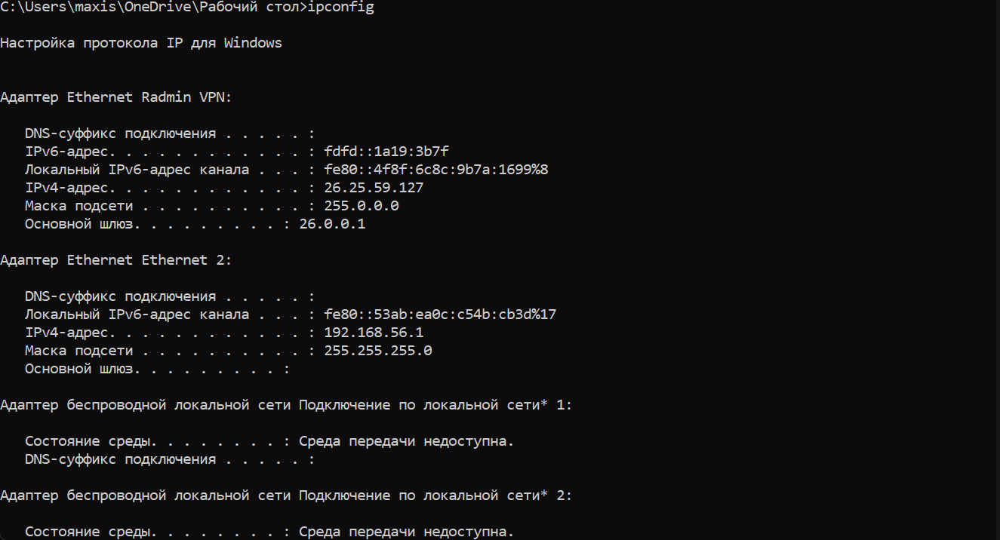 C:\Users\maxis\OneDrive\Рабочий стол>ipconfig
Настройка протокола IP для Windows
Адаптер Ethernet Radmin VPN:
DNS-суффикс подключения . . . . . :
IPv6-адрес. . . . . . . . . . . . : fdfd::1a19:3b7f
Локальный IPv6-адрес канала . . . : fe80::4f8f:6c8c:9b7a:1699%8
IPv4-адрес. . . . . . . . . . . . : 26.25.59.127
Маска подсети . . . . . . . . . . : 255.0.0.0
Основной шлюз. . . . . . . . . : 26.0.0.1
Адаптер Ethernet Ethernet 2:
DNS-суффикс подключения . . . . . :
Локальный IPv6-адрес канала . . . : fe80::53ab:ea0c:c54b:cb3d%17
IPv4-адрес. . . . . . . . . . . . : 192.168.56.1
Маска подсети . . . . . . . . . . : 255.255.255.0
Основной шлюз. . . . . . . . . :
Адаптер беспроводной локальной сети Подключение по локальной сети* 1:
Состояние среды. . . . . . . . : Среда передачи недоступна.
DNS-суффикс подключения . . . . . :
Адаптер беспроводной локальной сети Подключение по локальной сети* 2:
Состояние среды. . . . . . . . : Среда передачи недоступна.